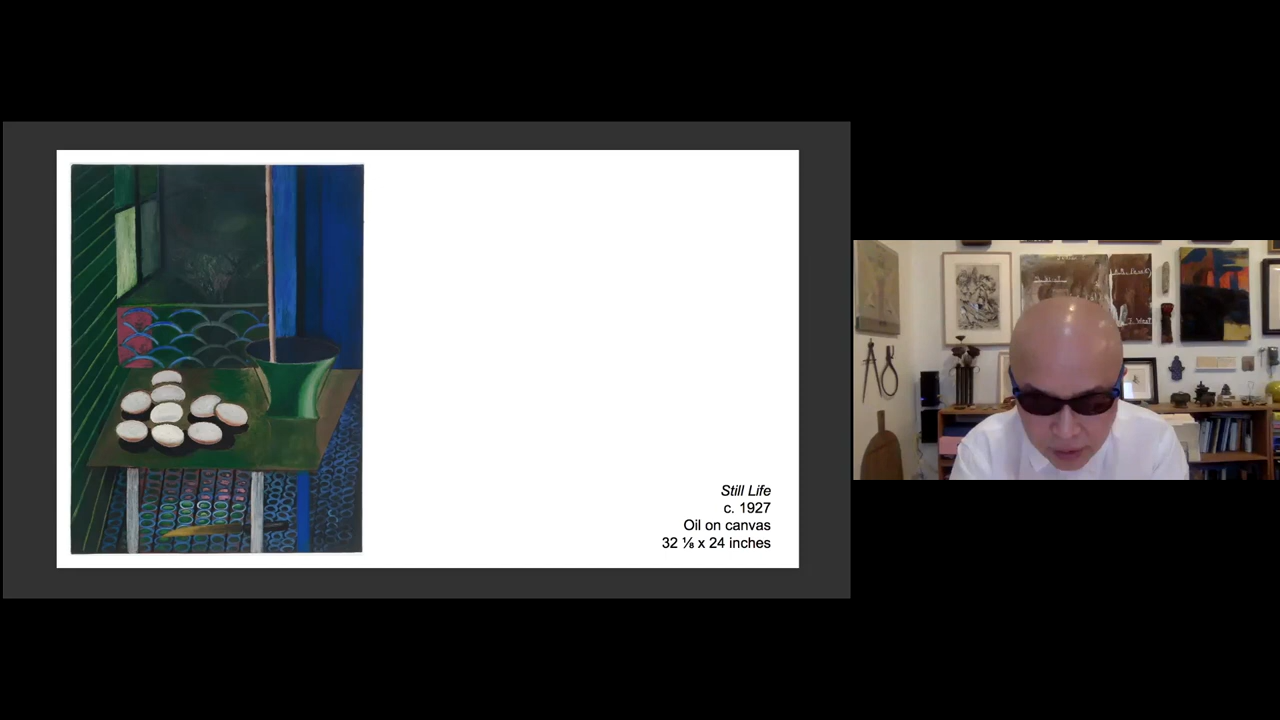 Still Life
c. 1927
Oil on canvas
32 ⅛ x 24 inches